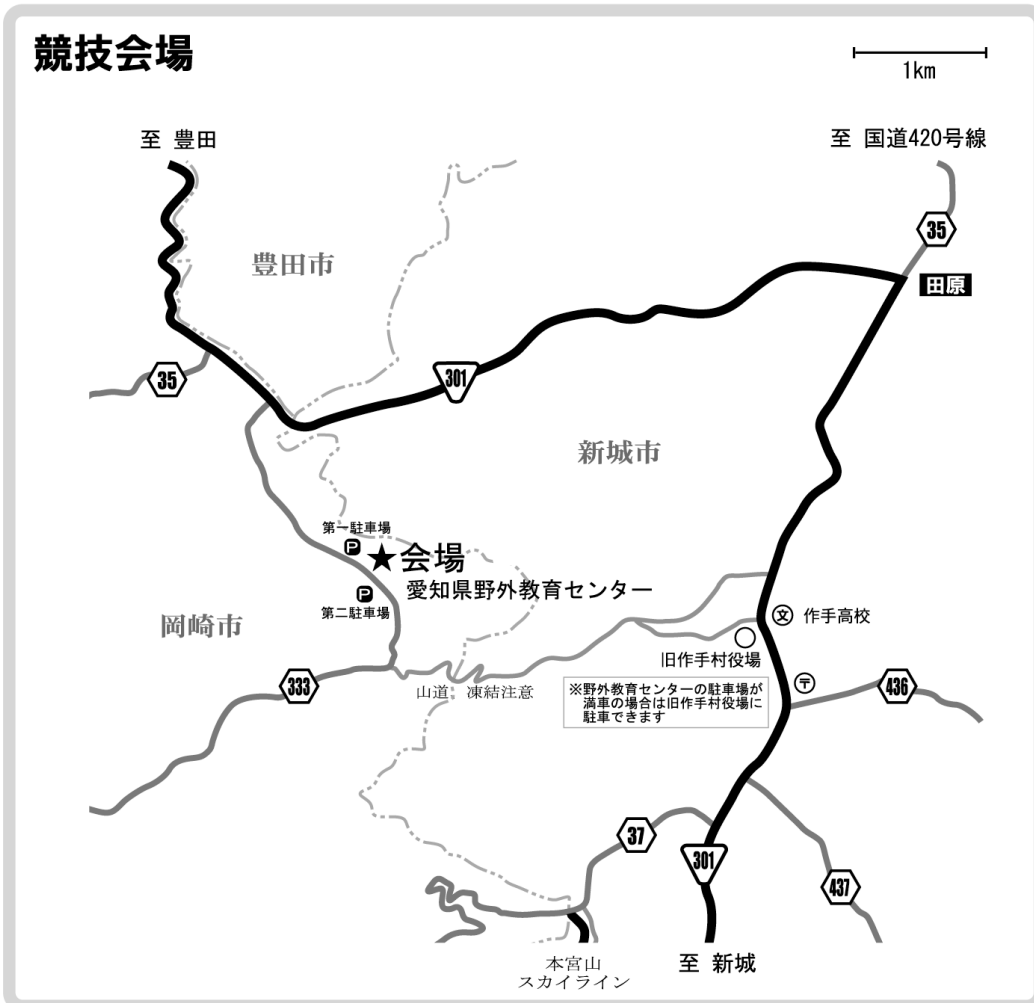 競技会場
1km
至 豊田
至 国道420号線
35
豊田市
田原
35
301
新城市
第一駐車場
P
★会場
愛知県野外教育センター
P
第二駐車場
岡崎市
文 作手高校
旧作手村役場
333
山道 凍結注意
〒
436
※野外教育センターの駐車場が
満車の場合は旧作手村役場に
駐車できます
37
301
437
本宮山
スカイライン
至 新城